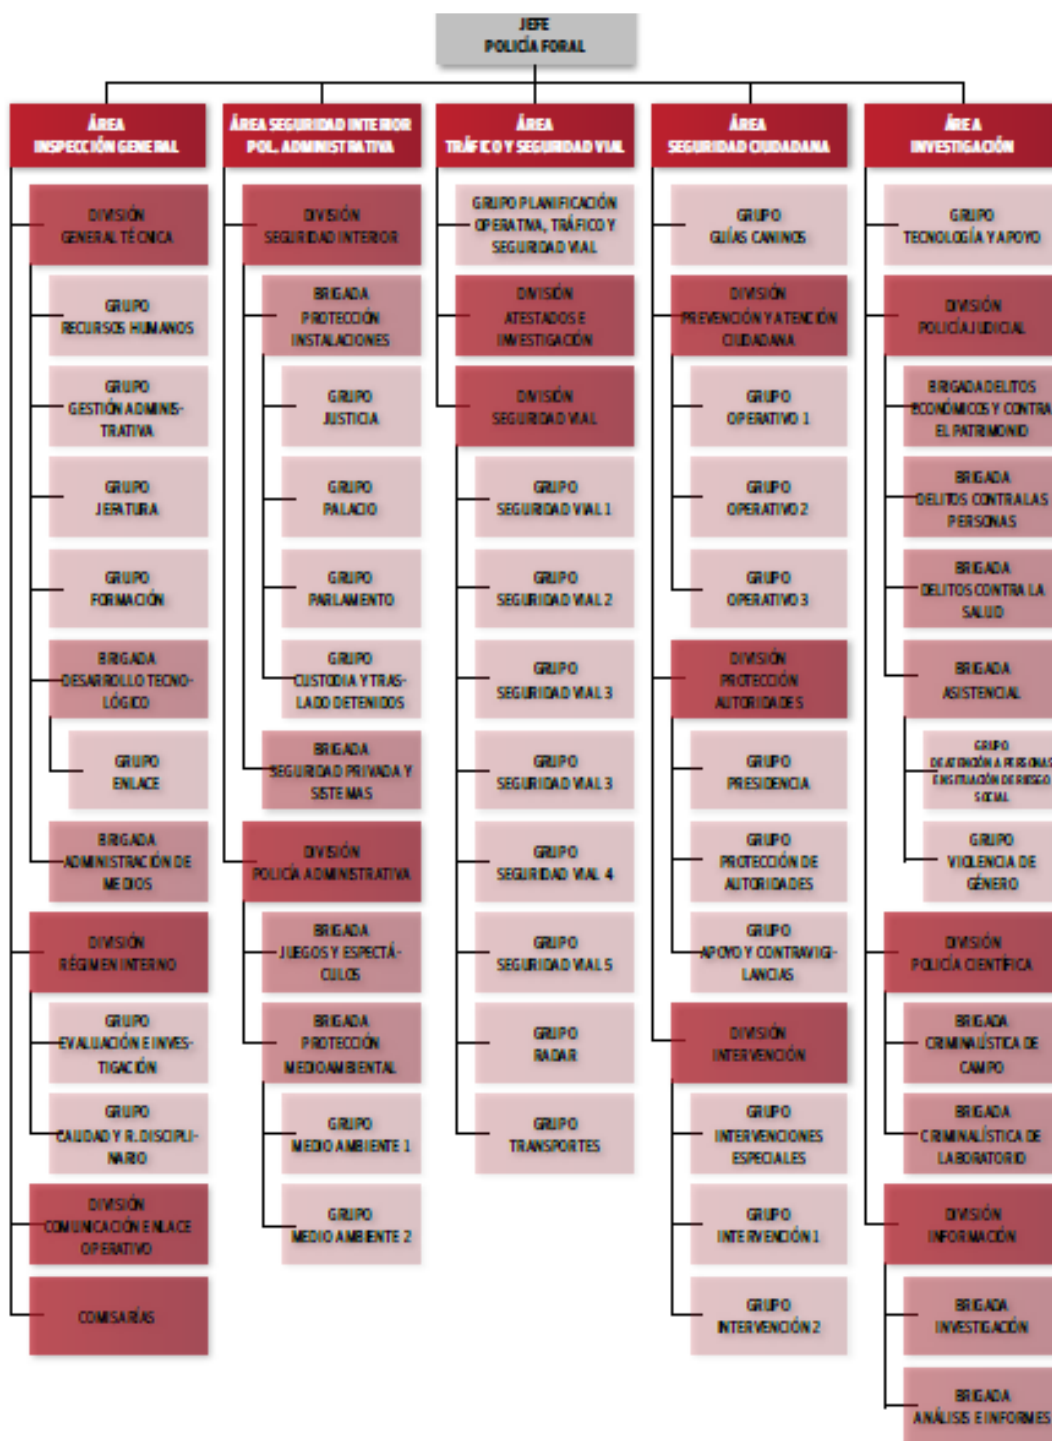 JEFE
POLICÍA FORAL
ÁREA
INSPECCIÓN GENERAL
DIVISIÓN
GENERAL TÉCNICA
GRUPO
RECURSOS HUMANOS
GRUPO
GESTIÓN ADMINIS-
TRATIVA
GRUPO
JEFATURA
GRUPO
FORMACIÓN
BRIGADA
DESARROLLO TECNO-
LÓGICO
GRUPO
ENLACE
BRIGADA
ADMINISTRACIÓN DE
MEDIOS
DIVISIÓN
RÉGIMEN INTERNO
GRUPO
EVALUACIÓN E INVES-
TIGACIÓN
GRUPO
CALIDAD Y R. DISCIPLI-
NARIO
DIVISIÓN
COMUNICACIÓN ENLACE
OPERATIVO
COMISARÍAS
ÁREA SEGURIDAD INTERIOR
POL. ADMINISTRATIVA
DIVISIÓN
SEGURIDAD INTERIOR
BRIGADA
PROTECCIÓN
INSTALACIONES
GRUPO
JUSTICIA
GRUPO
PALACIO
GRUPO
PARLAMENTO
GRUPO
CUSTODIA Y TRAS-
LADO DETENIDOS
BRIGADA
SEGURIDAD PRIVADA Y
SISTEMAS
DIVISIÓN
POLICÍA ADMINISTRATIVA
BRIGADA
JUEGOS Y ESPECTÁ-
CULOS
BRIGADA
PROTECCIÓN
MEDIOAMBIENTAL
GRUPO
MEDIO AMBIENTE 1
GRUPO
MEDIO AMBIENTE 2
ÁREA
TRÁFICO Y SEGURIDAD VIAL
GRUPO PLANIFICACIÓN
OPERATIVA, TRÁFICO Y
SEGURIDAD VIAL
DIVISIÓN
ATESTADOS E
INVESTIGACIÓN
DIVISIÓN
SEGURIDAD VIAL
GRUPO
SEGURIDAD VIAL 1
GRUPO
SEGURIDAD VIAL 2
GRUPO
SEGURIDAD VIAL 3
GRUPO
SEGURIDAD VIAL 3
GRUPO
SEGURIDAD VIAL 4
GRUPO
SEGURIDAD VIAL 5
GRUPO
RADAR
GRUPO
TRANSPORTES
ÁREA
SEGURIDAD CIUDADANA
GRUPO
GUÍAS CANINOS
DIVISIÓN
PREVENCIÓN Y ATENCIÓN
CIUDADANA
GRUPO
OPERATIVO 1
GRUPO
OPERATIVO 2
GRUPO
OPERATIVO 3
DIVISIÓN
PROTECCIÓN
AUTORIDADES
GRUPO
PRESIDENCIA
GRUPO
PROTECCIÓN DE
AUTORIDADES
GRUPO
APOYO Y CONTRAVIGI-
LANCIAS
DIVISIÓN
INTERVENCIÓN
GRUPO
INTERVENCIONES
ESPECIALES
GRUPO
INTERVENCIÓN 1
GRUPO
INTERVENCIÓN 2
ÁREA
INVESTIGACIÓN
GRUPO
TECNOLOGÍA Y APOYO
DIVISIÓN
POLICÍA JUDICIAL
BRIGADA DELITOS
ECONÓMICOS Y CONTRA
EL PATRIMONIO
BRIGADA
DELITOS CONTRA LAS
PERSONAS
BRIGADA
DELITOS CONTRA LA
SALUD
BRIGADA
ASISTENCIAL
GRUPO
DE ATENCIÓN A PERSONAS
EN SITUACIÓN DE RIESGO
SOCIAL
GRUPO
VIOLENCIA DE
GÉNERO
DIVISIÓN
POLICÍA CIENTÍFICA
BRIGADA
CRIMINALÍSTICA DE
CAMPO
BRIGADA
CRIMINALÍSTICA DE
LABORATORIO
DIVISIÓN
INFORMACIÓN
BRIGADA
INVESTIGACIÓN
BRIGADA
ANÁLISIS E INFORMES